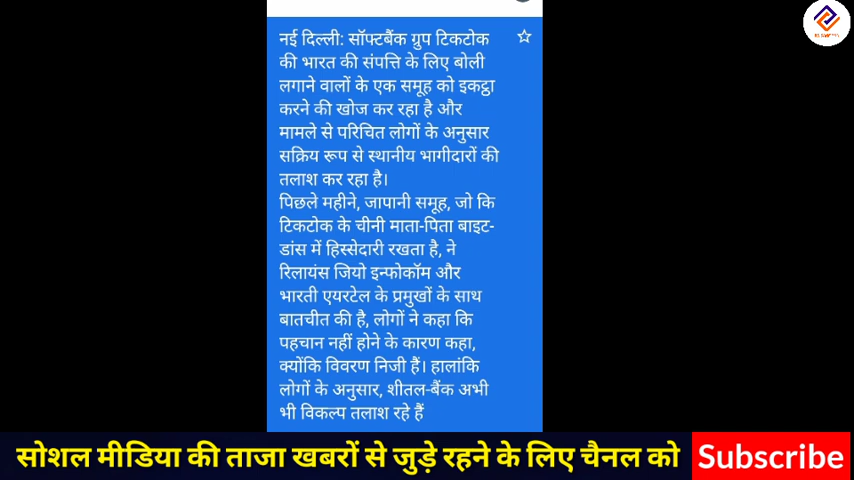 नई दिल्ली: सॉफ्टबैंक ग्रुप टिकटोक
की भारत की संपत्ति के लिए बोली
लगाने वालों के एक समूह को इकट्ठा
करने की खोज कर रहा है और
मामले से परिचित लोगों के अनुसार
सक्रिय रूप से स्थानीय भागीदारों की
तलाश कर रहा है।
पिछले महीने, जापानी समूह, जो कि
टिकटोक के चीनी माता-पिता बाइट-
डांस में हिस्सेदारी रखता है, ने
रिलायंस जियो इन्फोकॉम और
भारती एयरटेल के प्रमुखों के साथ
बातचीत की है, लोगों ने कहा कि
पहचान नहीं होने के कारण कहा,
क्योंकि विवरण निजी हैं। हालांकि
लोगों के अनुसार, शीतल-बैंक अभी
भी विकल्प तलाश रहे हैं
सोशल मीडिया की ताजा खबरों से जुड़े रहने के लिए चैनल को Subscribe